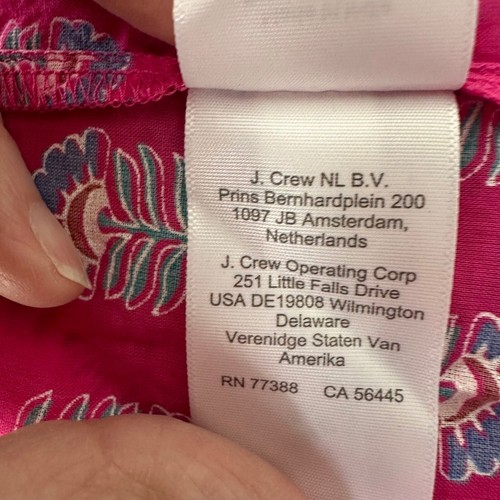 J. Crew NL B.V.
Prins Bernhardplein 200
1097 JB Amsterdam,
Netherlands
J. Crew Operating Corp
251 Little Falls Drive
USA DE19808 Wilmington
Delaware
Verenidge Staten Van
Amerika
RN 77388 CA 56445